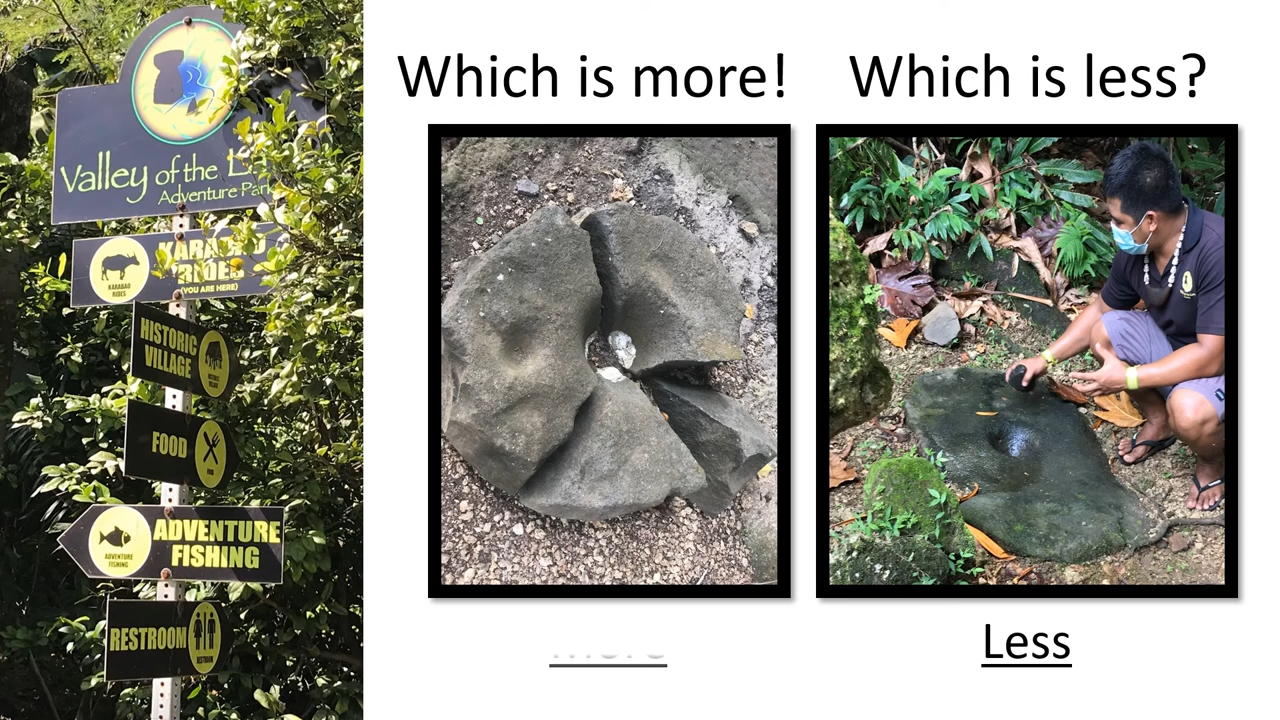 Valley of the
Adventure Park
KARABAO
RIDES
(YOU ARE HERE)
KARABAO
RIDES
HISTORIC
VILLAGE
FOOD
FOOD
ADVENTURE
FISHING
ADVENTURE
FISHING
RESTROOM
RESTROOM
Which is more!
Which is less?
Less